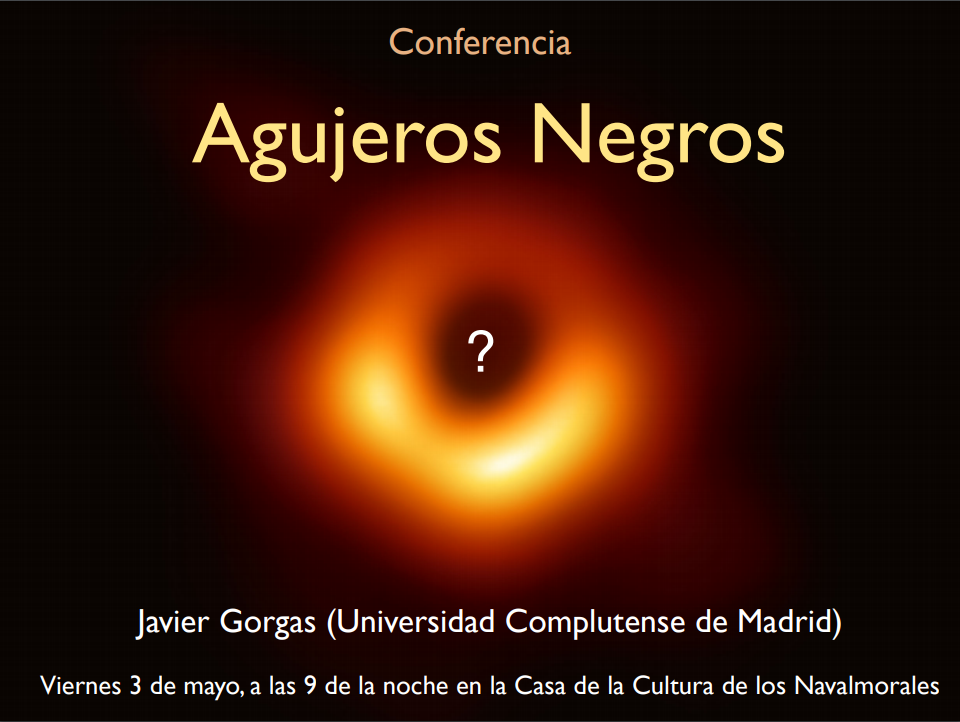 Conferencia
Agujeros Negros
?
Javier Gorgas (Universidad Complutense de Madrid)
Viernes 3 de mayo, a las 9 de la noche en la Casa de la Cultura de los Navalmorales